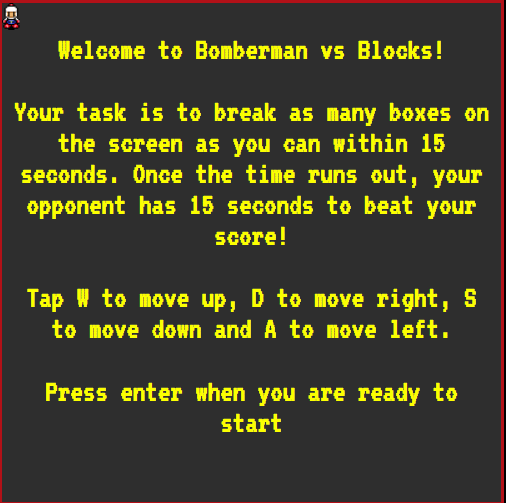 Welcome to Bomberman vs Blocks!
Your task is to break as many boxes on
the screen as you can within 15
seconds. Once the time runs out, your
opponent has 15 seconds to beat your
score!
Tap W to move up, D to move right, S
to move down and A to move left.
Press enter when you are ready to
start